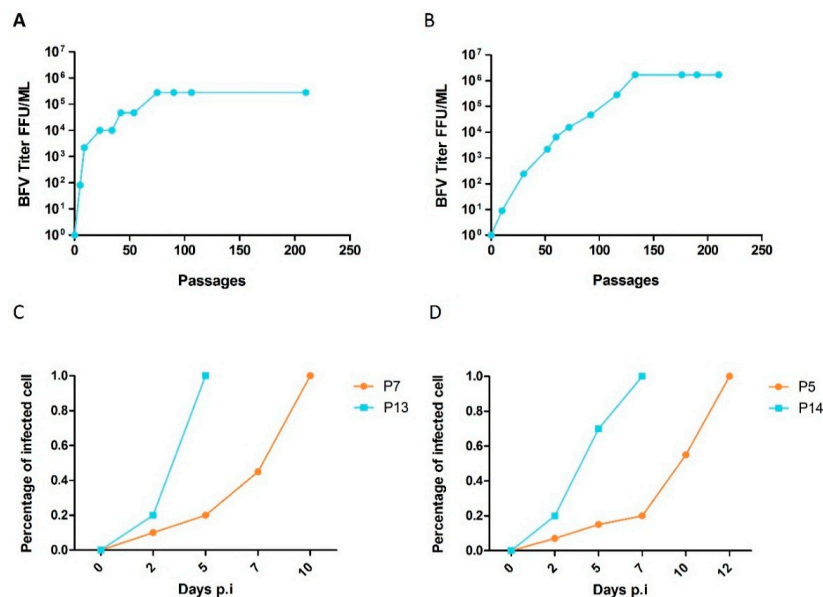 A
BFV Titer FFU/ML
10⁷
10⁶
10⁵
10⁴
10³
10²
10¹
10⁰
0 50 100 150 200 250
Passages
B
BFV Titer FFU/ML
10⁷
10⁶
10⁵
10⁴
10³
10²
10¹
10⁰
0 50 100 150 200 250
Passages
C
Percentage of infected cell
1.0
0.8
0.6
0.4
0.2
0.0
0 2 5 7 10
Days p.i
P7
P13
D
Percentage of infected cell
1.0
0.8
0.6
0.4
0.2
0.0
0 2 5 7 10 12
Days p.i
P5
P14